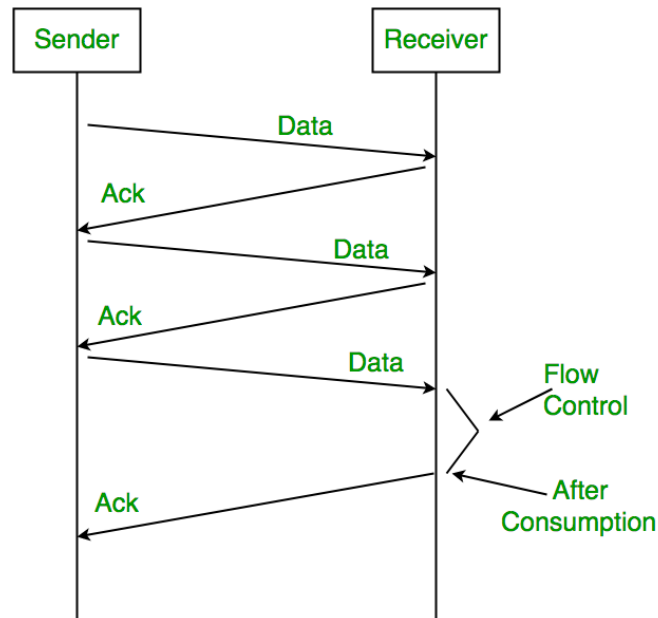 Sender
Receiver
Data
Ack
Data
Ack
Data
Flow
Control
Ack
After
Consumption